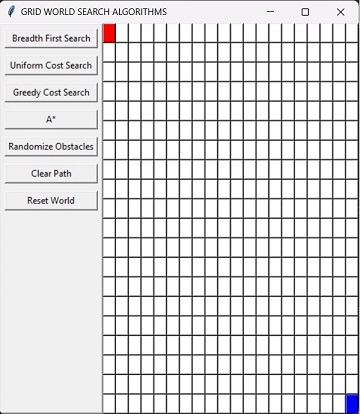 GRID WORLD SEARCH ALGORITHMS
Breadth First Search
Uniform Cost Search
Greedy Cost Search
A*
Randomize Obstacles
Clear Path
Reset World